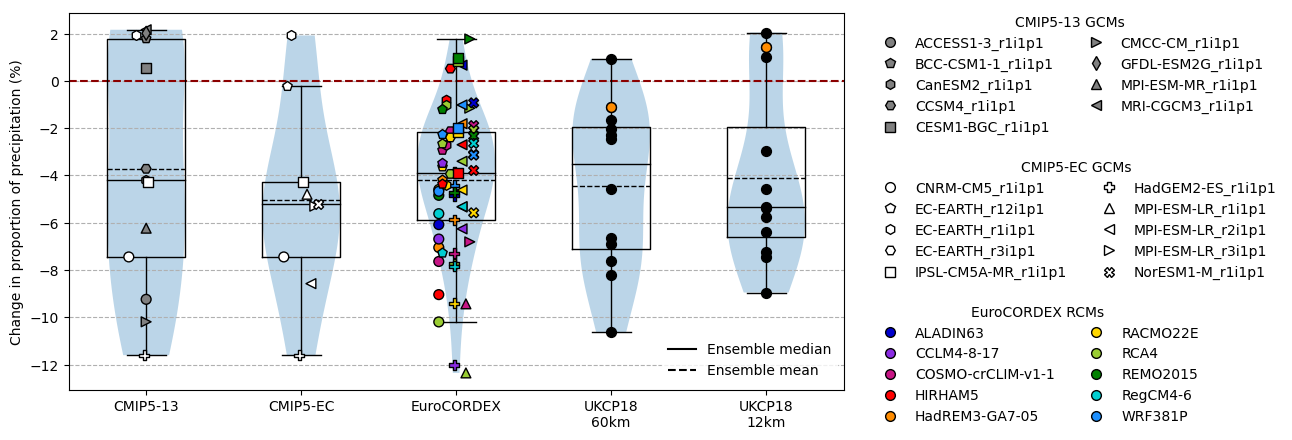 Change in proportion of precipitation (%)
2
0
−2
−4
−6
−8
−10
−12
CMIP5-13
CMIP5-EC
EuroCORDEX
UKCP18
60km
UKCP18
12km
Ensemble median
Ensemble mean
CMIP5-13 GCMs
ACCESS1-3_r1i1p1
BCC-CSM1-1_r1i1p1
CanESM2_r1i1p1
CCSM4_r1i1p1
CESM1-BGC_r1i1p1
CMCC-CM_r1i1p1
GFDL-ESM2G_r1i1p1
MPI-ESM-MR_r1i1p1
MRI-CGCM3_r1i1p1
CMIP5-EC GCMs
CNRM-CM5_r1i1p1
EC-EARTH_r12i1p1
EC-EARTH_r1i1p1
EC-EARTH_r3i1p1
IPSL-CM5A-MR_r1i1p1
HadGEM2-ES_r1i1p1
MPI-ESM-LR_r1i1p1
MPI-ESM-LR_r2i1p1
MPI-ESM-LR_r3i1p1
NorESM1-M_r1i1p1
EuroCORDEX RCMs
ALADIN63
CCLM4-8-17
COSMO-crCLIM-v1-1
HIRHAM5
HadREM3-GA7-05
RACMO22E
RCA4
REMO2015
RegCM4-6
WRF381P